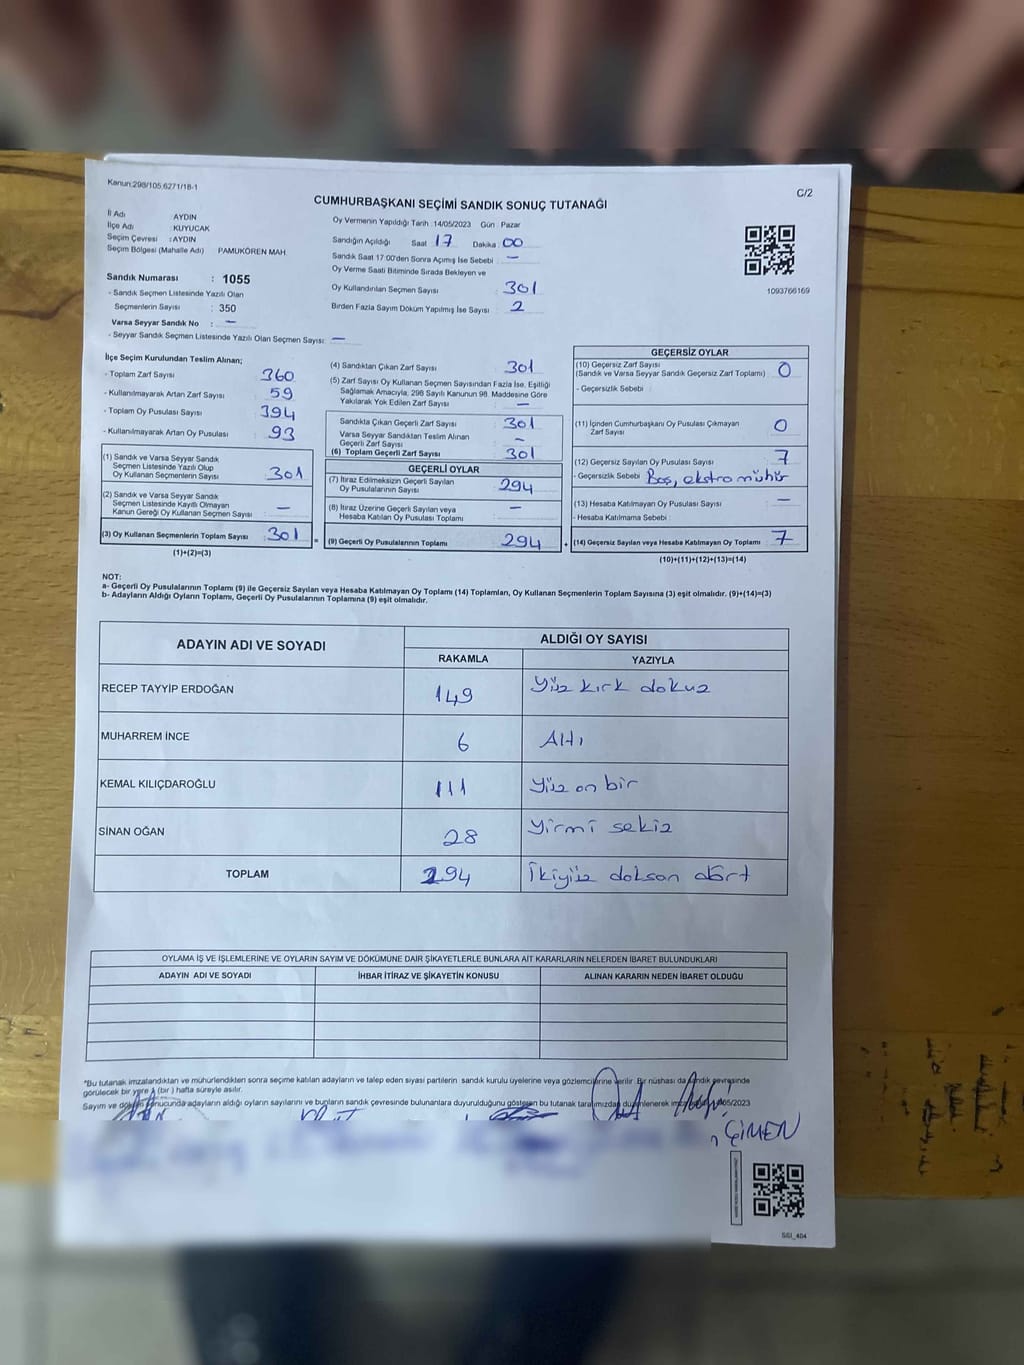 Kanun:298/105,6271/18-1
C/2
CUMHURBAŞKANI SEÇİMİ SANDIK SONUÇ TUTANAĞI
İl Adı : AYDIN
İlçe Adı : KUYUCAK
Seçim Çevresi : AYDIN
Seçim Bölgesi (Mahalle Adı) PAMUKÖREN MAH
Sandık Numarası : 1055
- Sandık Seçmen Listesinde Yazılı Olan
Seçmenlerin Sayısı : 350
Varsa Seyyar Sandık No : —
- Seyyar Sandık Seçmen Listesinde Yazılı Olan Seçmen Sayısı: —
Oy Vermenin Yapıldığı Tarih :14/05/2023 Gün : Pazar
Sandığın Açıldığı Saat : 17 Dakika : 00
Sandık Saat 17:00'den Sonra Açımış İse Sebebi : —
Oy Verme Saati Bitiminde Sırada Bekleyen ve
Oy Kullandırılan Seçmen Sayısı : 301
Birden Fazla Sayım Döküm Yapılmış İse Sayısı : 2
1093766169
İlçe Seçim Kurulundan Teslim Alınan;
- Toplam Zarf Sayısı : 360
- Kullanılmayarak Artan Zarf Sayısı : 59
- Toplam Oy Pusulası Sayısı : 394
- Kullanılmayarak Artan Oy Pusulası : 93
(1) Sandık ve Varsa Seyyar Sandık
Seçmen Listesinde Yazılı Olup
Oy Kullanan Seçmenlerin Sayısı : 301
(2) Sandık ve Varsa Seyyar Sandık
Seçmen Listesinde Kayıtlı Olmayan
Kanun Gereği Oy Kullanan Seçmen Sayısı : —
(3) Oy Kullanan Seçmenlerin Toplam Sayısı : 301
(1)+(2)=(3)
(4) Sandıktan Çıkan Zarf Sayısı : 301
(5) Zarf Sayısı Oy Kullanan Seçmen Sayısından Fazla İse, Eşitliği
Sağlamak Amacıyla, 298 Sayılı Kanunun 98. Maddesine Göre
Yakılarak Yok Edilen Zarf Sayısı : —
Sandıkta Çıkan Geçerli Zarf Sayısı : 301
Varsa Seyyar Sandıktan Teslim Alınan
Geçerli Zarf Sayısı : —
(6) Toplam Geçerli Zarf Sayısı : 301
GEÇERLİ OYLAR
(7) İtiraz Edilmeksizin Geçerli Sayılan
Oy Pusulalarının Sayısı : 294
(8) İtiraz Üzerine Geçerli Sayılan veya
Hesaba Katılan Oy Pusulası Toplamı : —
= (9) Geçerli Oy Pusulalarının Toplamı : 294
GEÇERSİZ OYLAR
(10) Geçersiz Zarf Sayısı
(Sandık ve Varsa Seyyar Sandık Geçersiz Zarf Toplamı) : 0
- Geçersizlik Sebebi :
(11) İçinden Cumhurbaşkanı Oy Pusulası Çıkmayan
Zarf Sayısı : 0
(12) Geçersiz Sayılan Oy Pusulası Sayısı : 7
- Geçersizlik Sebebi : Boş, ekstra mühür
(13) Hesaba Katılmayan Oy Pusulası Sayısı : —
- Hesaba Katılmama Sebebi :
+ (14) Geçersiz Sayılan veya Hesaba Katılmayan Oy Toplamı : 7
(10)+(11)+(12)+(13)=(14)
NOT:
a- Geçerli Oy Pusulalarının Toplamı (9) ile Geçersiz Sayılan veya Hesaba Katılmayan Oy Toplamı (14) Toplamları, Oy Kullanan Seçmenlerin Toplam Sayısına (3) eşit olmalıdır. (9)+(14)=(3)
b- Adayların Aldığı Oyların Toplamı, Geçerli Oy Pusulalarının Toplamına (9) eşit olmalıdır.
ADAYIN ADI VE SOYADI
ALDIĞI OY SAYISI
RAKAMLA YAZIYLA
RECEP TAYYİP ERDOĞAN 149 Yüz kırk dokuz
MUHARREM İNCE 6 Altı
KEMAL KILIÇDAROĞLU 111 Yüz on bir
SİNAN OĞAN 28 Yirmi sekiz
TOPLAM 294 İkiyüz doksan dört
OYLAMA İŞ VE İŞLEMLERİNE VE OYLARIN SAYIM VE DÖKÜMÜNE DAİR ŞİKAYETLERLE BUNLARA AİT KARARLARIN NELERDEN İBARET BULUNDUKLARI
ADAYIN ADI VE SOYADI İHBAR İTİRAZ VE ŞİKAYETİN KONUSU ALINAN KARARIN NEDEN İBARET OLDUĞU
*Bu tutanak imzalandıktan ve mühürlendikten sonra seçime katılan adayların ve talep eden siyasi partilerin sandık kurulu üyelerine veya gözlemcilerine verilir. Bir nüshası da sandık çevresinde
görülecek bir yere 1 (bir ) hafta süreyle asılır.
Sayım ve döküm sonucunda adayların aldığı oyların sayılarını ve bunların sandık çevresinde bulunanlara duyurulduğunu gösteren bu tutanak tarafımızdan düzenlenerek
ÇİMEN
SSI_404